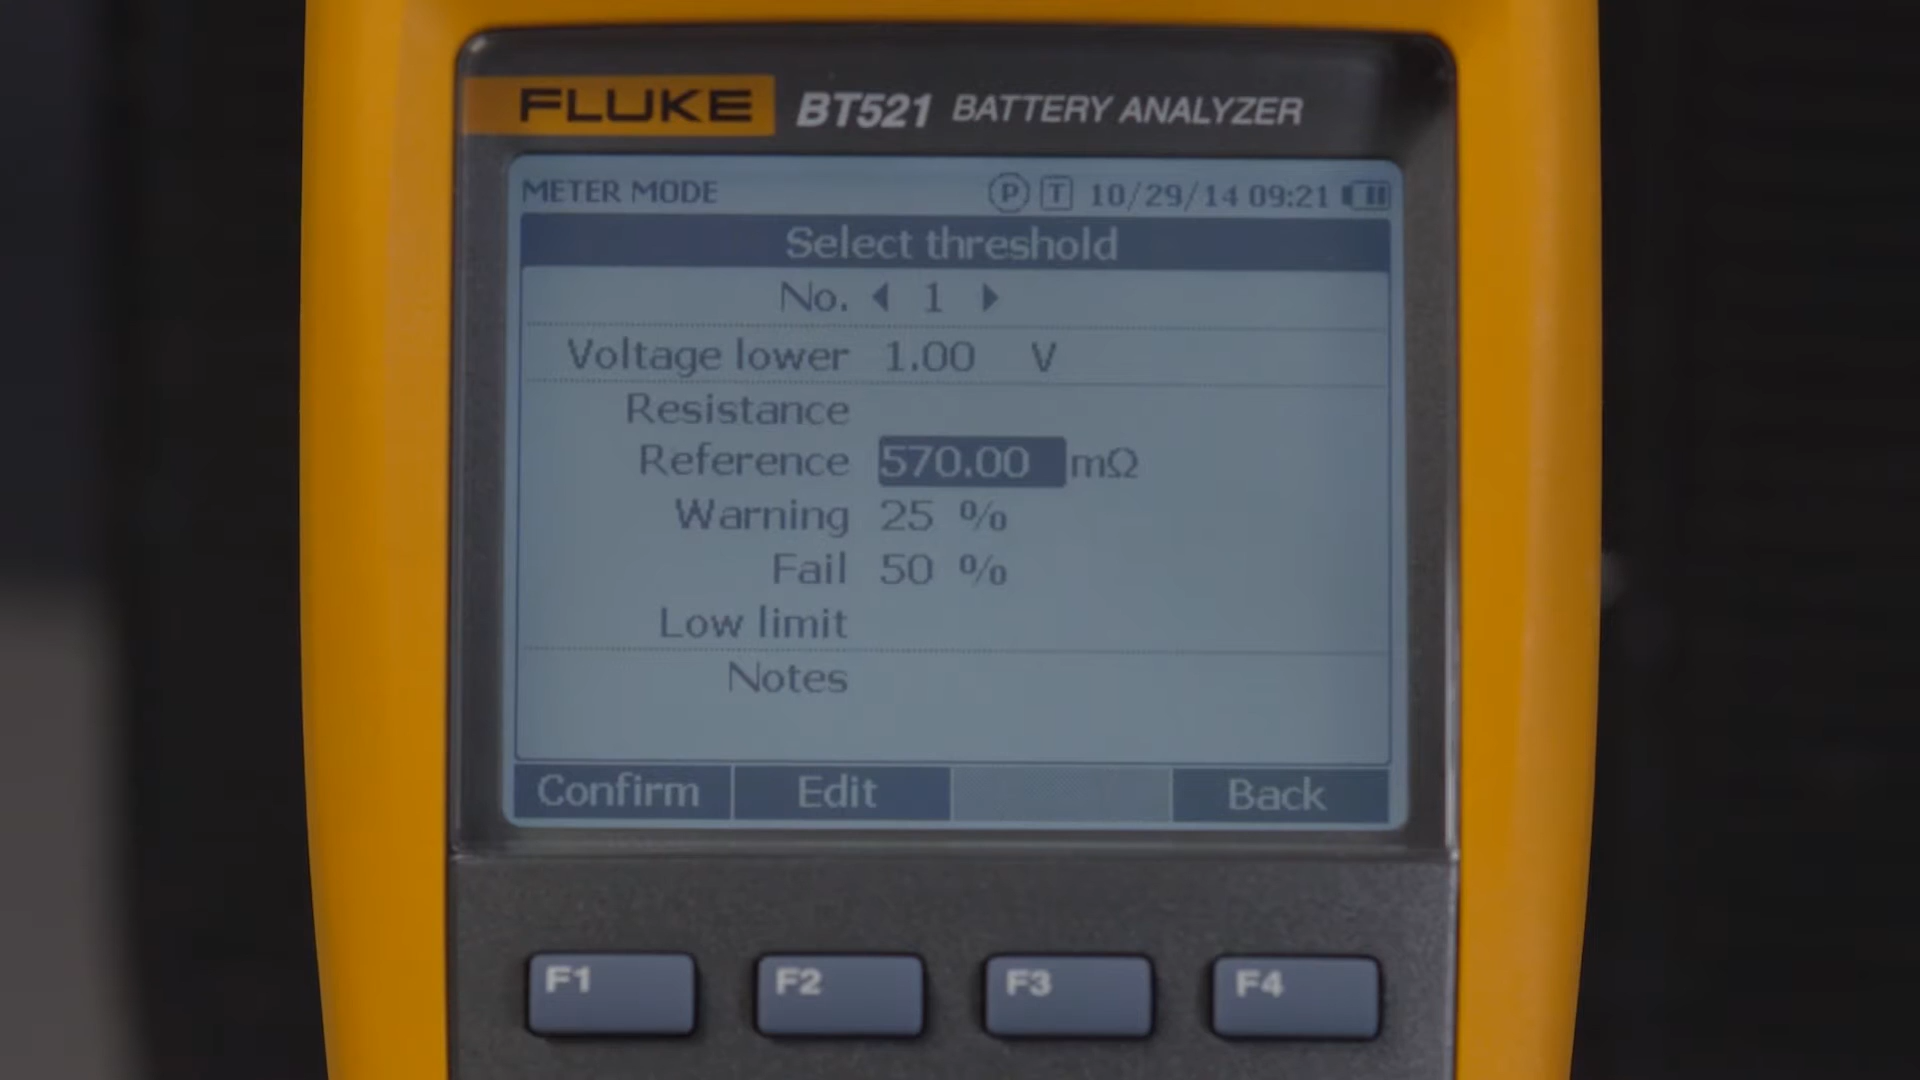 FLUKE BT521 BATTERY ANALYZER
METER MODE P T 10/29/14 09:21
Select threshold
No. 1
Voltage lower 1.00 V
Resistance
Reference 570.00 mΩ
Warning 25 %
Fail 50 %
Low limit
Notes
Confirm Edit Back
F1 F2 F3 F4